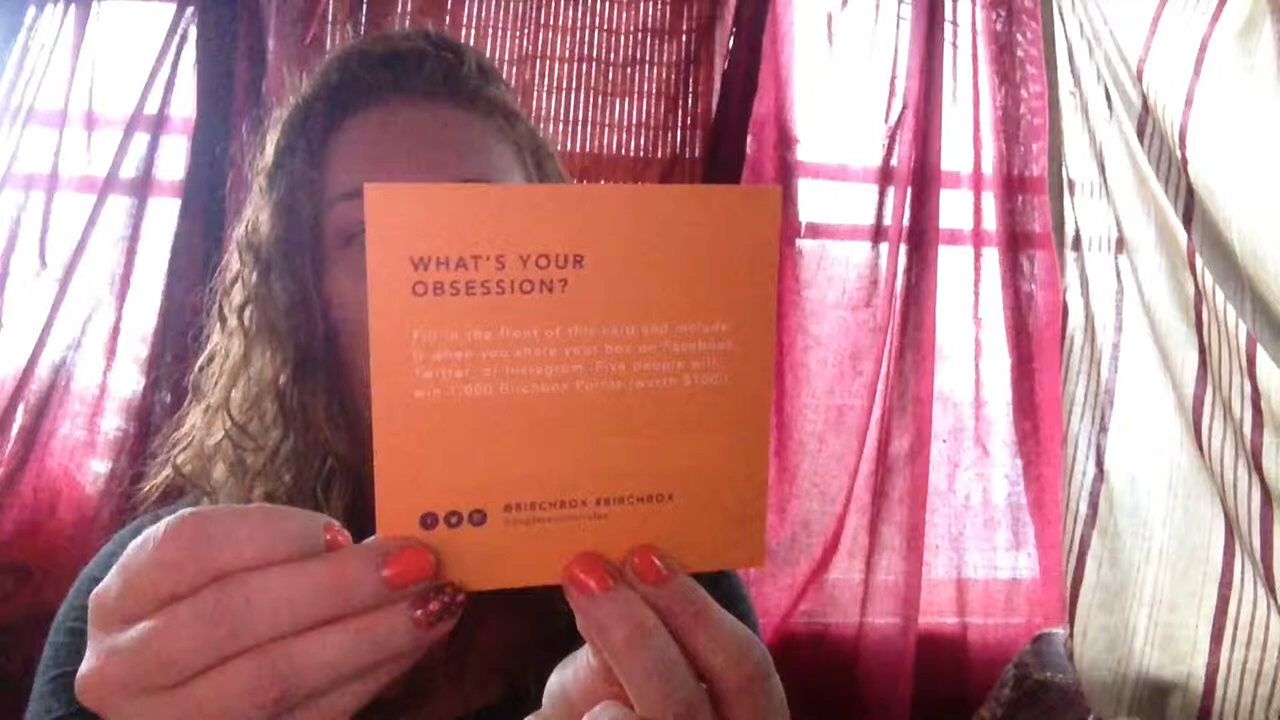 WHAT'S YOUR
OBSESSION?
Fill in the front of this card and include
it when you share your box on Facebook,
Twitter, or Instagram. Five people will
win 1,000 Birchbox Points (worth $100)!
@BIRCHBOX #BIRCHBOX